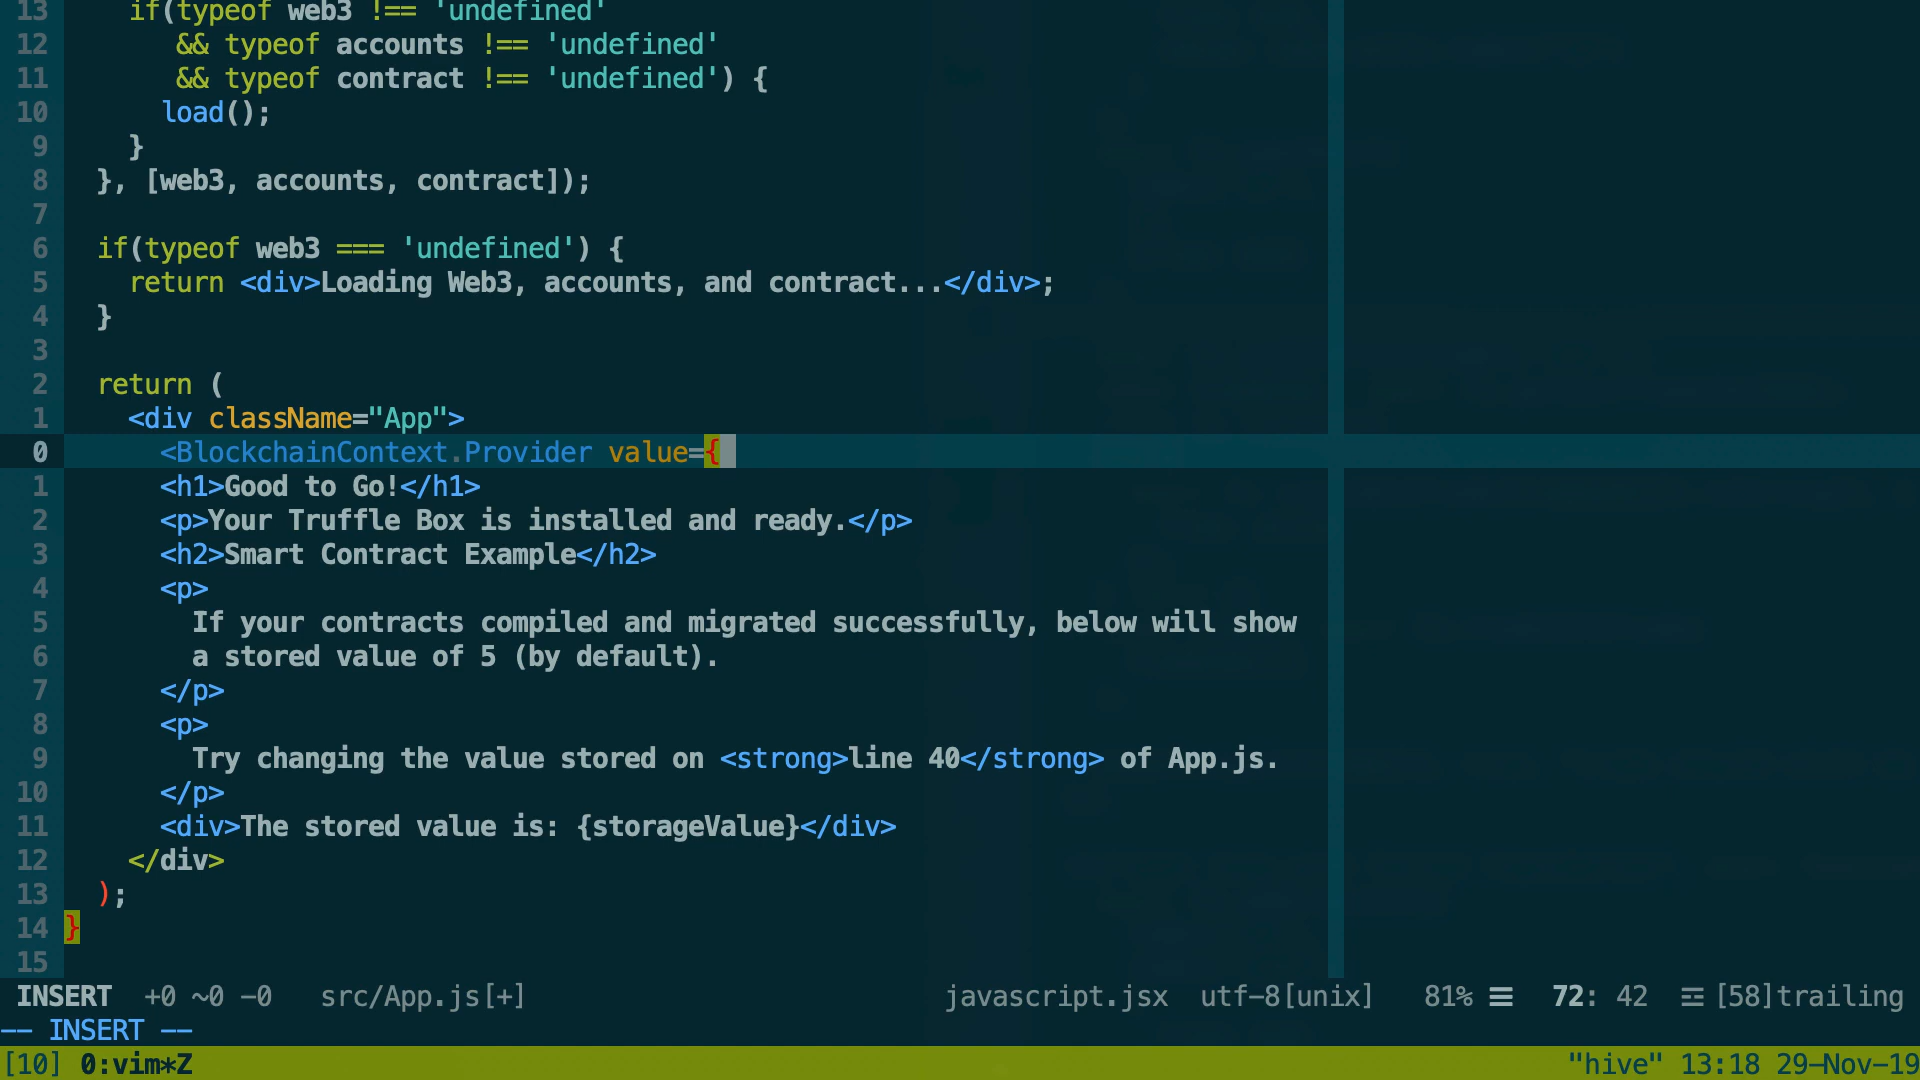 13     if(typeof web3 !== 'undefined'
12        && typeof accounts !== 'undefined'
11        && typeof contract !== 'undefined') {
10       load();
 9     }
 8   }, [web3, accounts, contract]);
 7
 6   if(typeof web3 === 'undefined') {
 5     return <div>Loading Web3, accounts, and contract...</div>;
 4   }
 3
 2   return (
 1     <div className="App">
 0       <BlockchainContext.Provider value={
 1       <h1>Good to Go!</h1>
 2       <p>Your Truffle Box is installed and ready.</p>
 3       <h2>Smart Contract Example</h2>
 4       <p>
 5         If your contracts compiled and migrated successfully, below will show
 6         a stored value of 5 (by default).
 7       </p>
 8       <p>
 9         Try changing the value stored on <strong>line 40</strong> of App.js.
10       </p>
11       <div>The stored value is: {storageValue}</div>
12     </div>
13   );
14 }
15
INSERT  +0 ~0 -0   src/App.js[+]   javascript.jsx  utf-8[unix]   81% ☰  72: 42  ☲ [58]trailing
-- INSERT --
[10] 0:vim*Z   "hive" 13:18 29-Nov-19